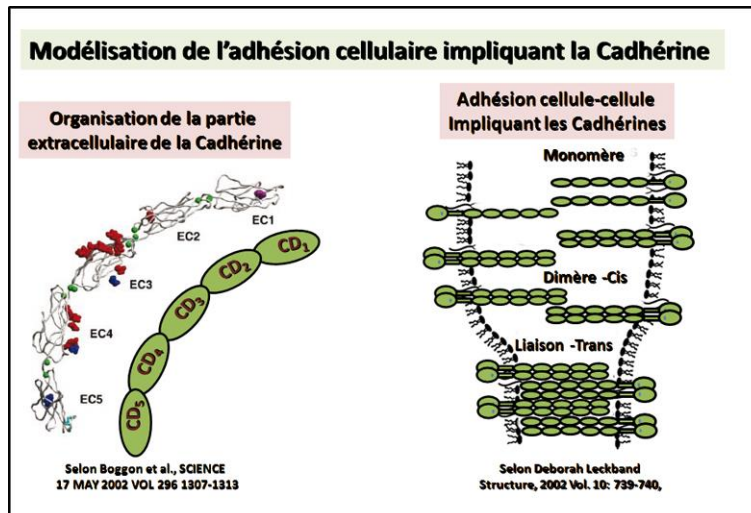 Modélisation de l'adhésion cellulaire impliquant la Cadhérine
Organisation de la partie
extracellulaire de la Cadhérine
EC1
EC2
EC3
EC4
EC5
CD1
CD2
CD3
CD4
CD5
Selon Boggon et al., SCIENCE
17 MAY 2002 VOL 296 1307-1313
Adhésion cellule-cellule
Impliquant les Cadhérines
Monomère
Dimère -Cis
Liaison -Trans
Selon Deborah Leckband
Structure, 2002 Vol. 10: 739-740,